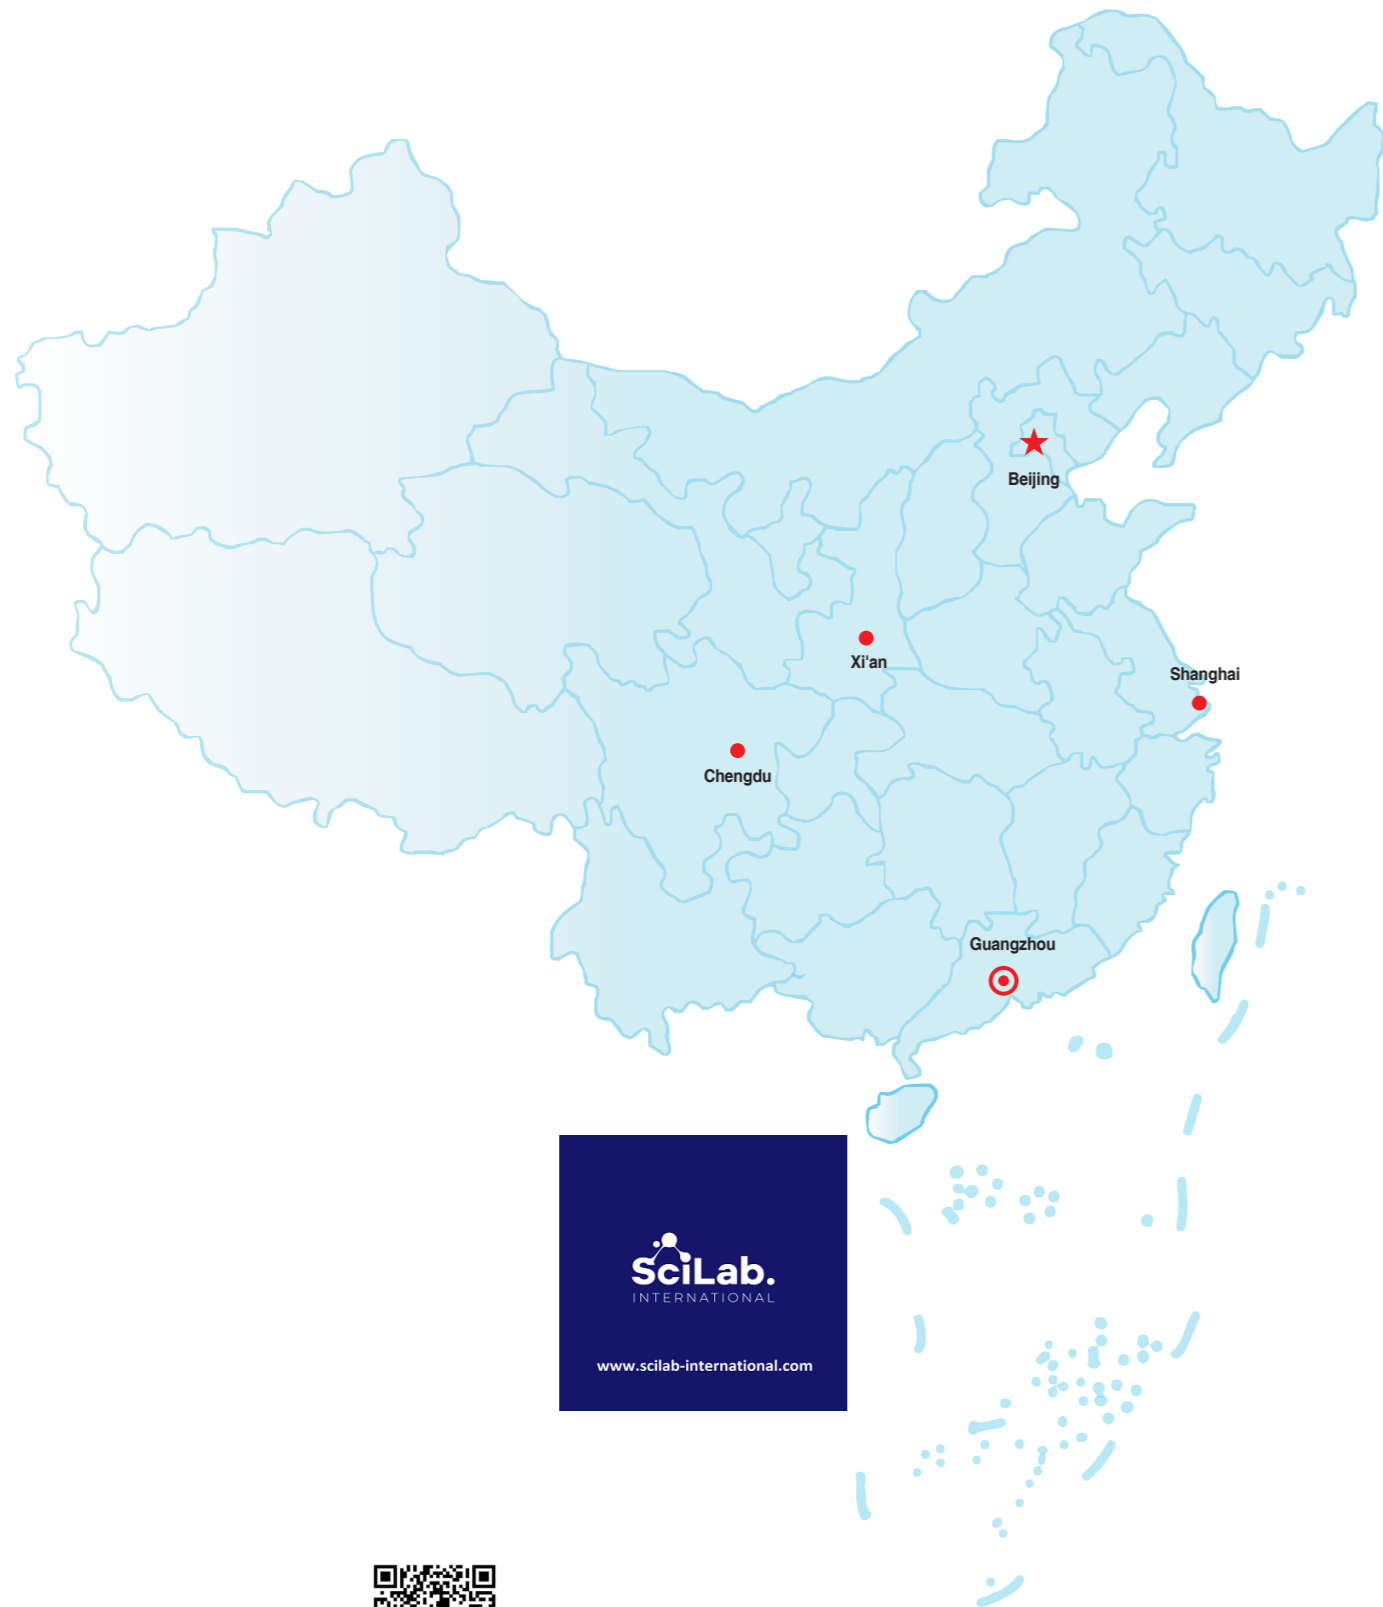 Beijing
Xi'an
Shanghai
Chengdu
Guangzhou
SciLab.
INTERNATIONAL
www.scilab-international.com